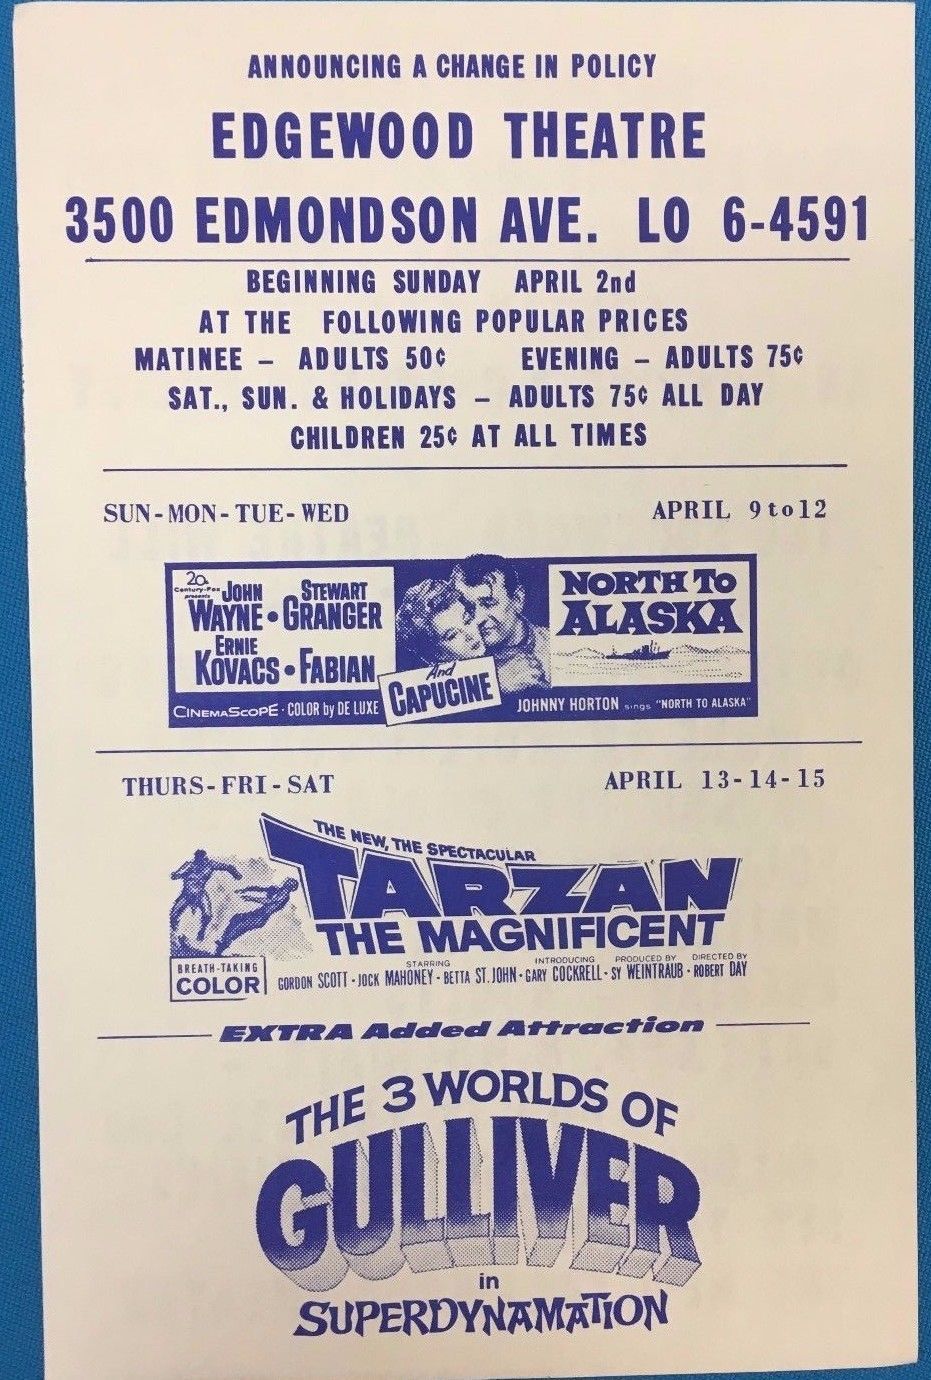 ANNOUNCING A CHANGE IN POLICY
EDGEWOOD THEATRE
3500 EDMONDSON AVE. LO 6-4591
BEGINNING SUNDAY APRIL 2nd
AT THE FOLLOWING POPULAR PRICES
MATINEE – ADULTS 50¢ EVENING – ADULTS 75¢
SAT., SUN. & HOLIDAYS – ADULTS 75¢ ALL DAY
CHILDREN 25¢ AT ALL TIMES
SUN-MON-TUE-WED APRIL 9 to 12
20th Century-Fox presents
JOHN WAYNE • STEWART GRANGER
ERNIE KOVACS • FABIAN
And CAPUCINE
NORTH TO ALASKA
CINEMASCOPE · COLOR by DE LUXE
JOHNNY HORTON sings "NORTH TO ALASKA"
THURS-FRI-SAT APRIL 13-14-15
THE NEW, THE SPECTACULAR
TARZAN
THE MAGNIFICENT
BREATH-TAKING
COLOR
STARRING INTRODUCING PRODUCED BY DIRECTED BY
GORDON SCOTT · JOCK MAHONEY · BETTA ST. JOHN · GARY COCKRELL · SY WEINTRAUB · ROBERT DAY
EXTRA Added Attraction
THE 3 WORLDS OF
GULLIVER
in
SUPERDYNAMATION